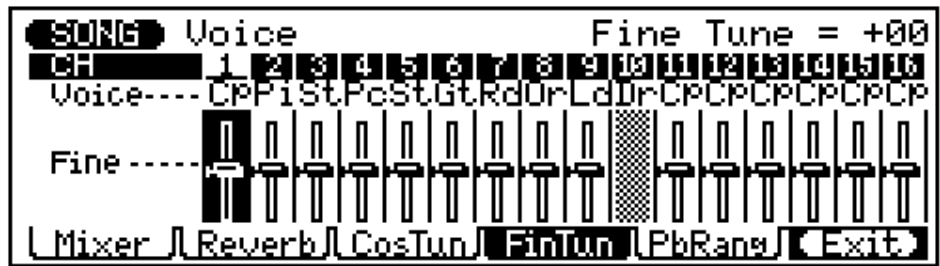 SONG Voice Fine Tune = +00
CH 1 2 3 4 5 6 7 8 9 10 11 12 13 14 15 16
Voice----CpPiStPcStGtRdOrLdDrCpCpCpCpCpCp
Fine -----
Mixer Reverb CosTun FinTun PbRang Exit